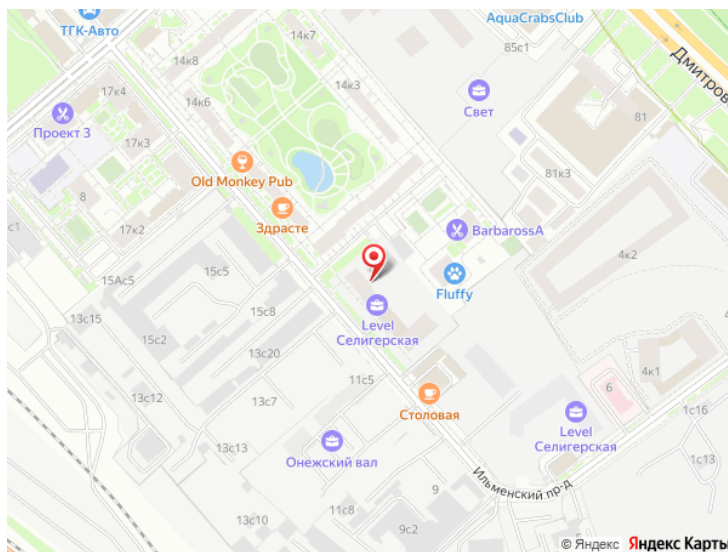 ТГК-Авто
AquaCrabsClub
14к7
85с1
14к8
Дмитров
14к3
17к4
14к6
Свет
Проект 3
81
17к3
81к3
Old Monkey Pub
8
Здрасте
17к2
с1
BarbarossA
4к2
15с5
15Ас5
Fluffy
15с8
13с15
Level
Селигерская
15с2
13с20
4к1
11с5
6
13с12
13с7
Столовая
1с16
Level
Селигерская
13с13
Онежский вал
1с13
Ильменский пр-д
9
11с8
13с10
9с2
© Яндекс Яндекс Карты